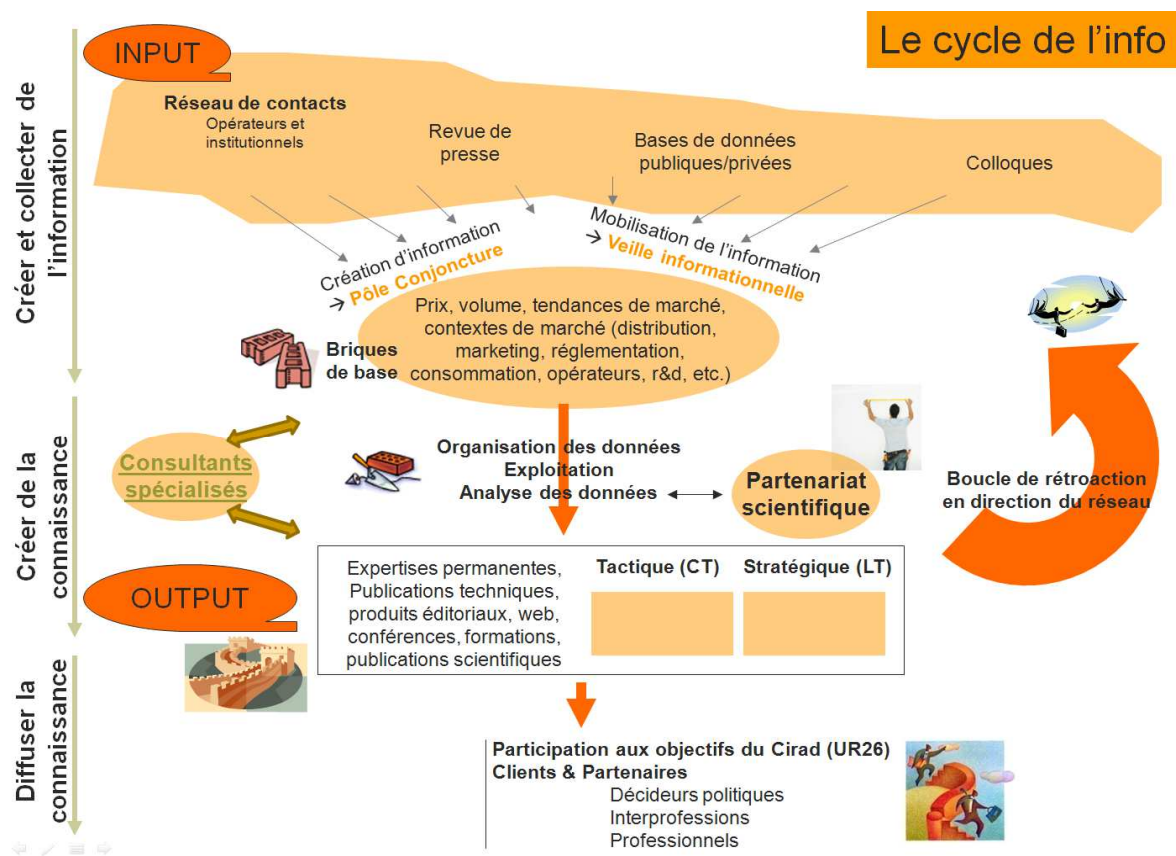 Le cycle de l'info
INPUT
Créer et collecter de
l'information
Réseau de contacts
Opérateurs et
institutionnels
Revue de
presse
Bases de données
publiques/privées
Colloques
Création d'information
→ Pôle Conjoncture
Mobilisation de l'information
→ Veille informationnelle
Prix, volume, tendances de marché,
contextes de marché (distribution,
marketing, réglementation,
consommation, opérateurs, r&d, etc.)
Briques
de base
Créer de la
connaissance
Consultants
spécialisés
Organisation des données
Exploitation
Analyse des données
Partenariat
scientifique
Boucle de rétroaction
en direction du réseau
OUTPUT
Expertises permanentes,
Publications techniques,
produits éditoriaux, web,
conférences, formations,
publications scientifiques
Tactique (CT)
Stratégique (LT)
Diffuser la
connaissance
Participation aux objectifs du Cirad (UR26)
Clients & Partenaires
Décideurs politiques
Interprofessions
Professionnels